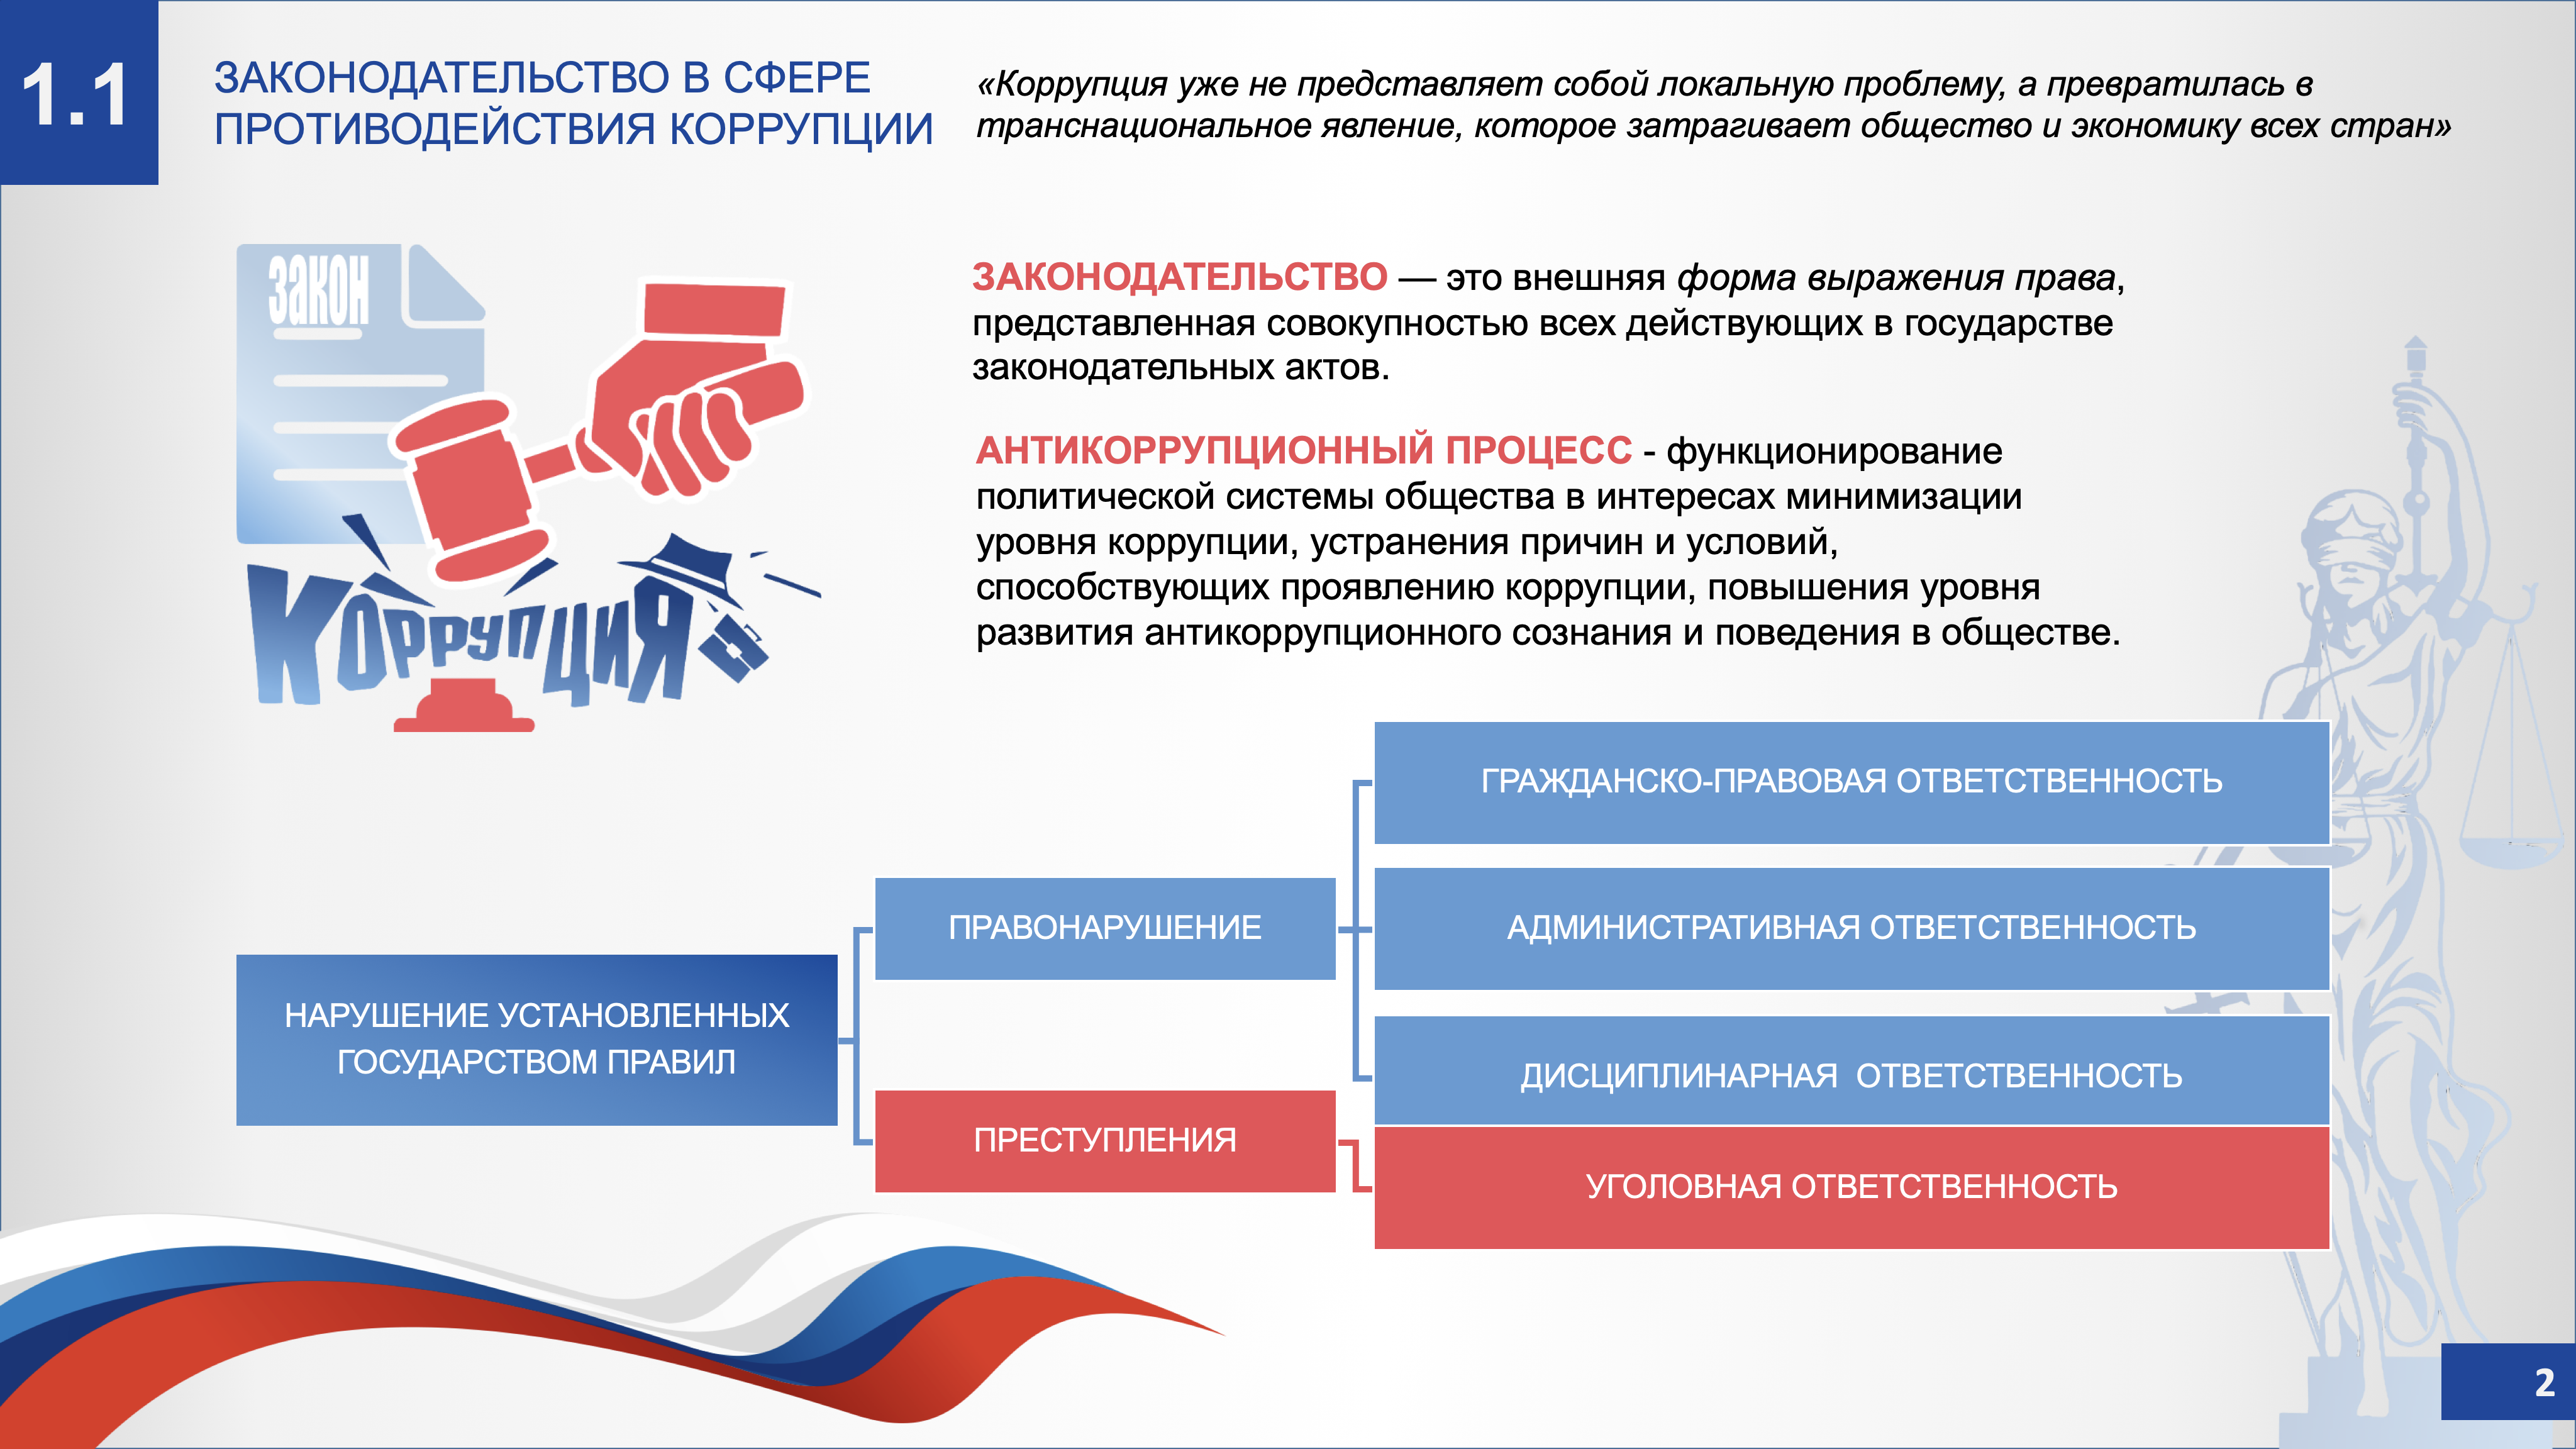 1.1
ЗАКОНОДАТЕЛЬСТВО В СФЕРЕ
ПРОТИВОДЕЙСТВИЯ КОРРУПЦИИ
«Коррупция уже не представляет собой локальную проблему, а превратилась в
транснациональное явление, которое затрагивает общество и экономику всех стран»
ЗАКОН
КОРРУПЦИЯ
ЗАКОНОДАТЕЛЬСТВО — это внешняя форма выражения права,
представленная совокупностью всех действующих в государстве
законодательных актов.
АНТИКОРРУПЦИОННЫЙ ПРОЦЕСС - функционирование
политической системы общества в интересах минимизации
уровня коррупции, устранения причин и условий,
способствующих проявлению коррупции, повышения уровня
развития антикоррупционного сознания и поведения в обществе.
НАРУШЕНИЕ УСТАНОВЛЕННЫХ
ГОСУДАРСТВОМ ПРАВИЛ
ПРАВОНАРУШЕНИЕ
ПРЕСТУПЛЕНИЯ
ГРАЖДАНСКО-ПРАВОВАЯ ОТВЕТСТВЕННОСТЬ
АДМИНИСТРАТИВНАЯ ОТВЕТСТВЕННОСТЬ
ДИСЦИПЛИНАРНАЯ  ОТВЕТСТВЕННОСТЬ
УГОЛОВНАЯ ОТВЕТСТВЕННОСТЬ
2